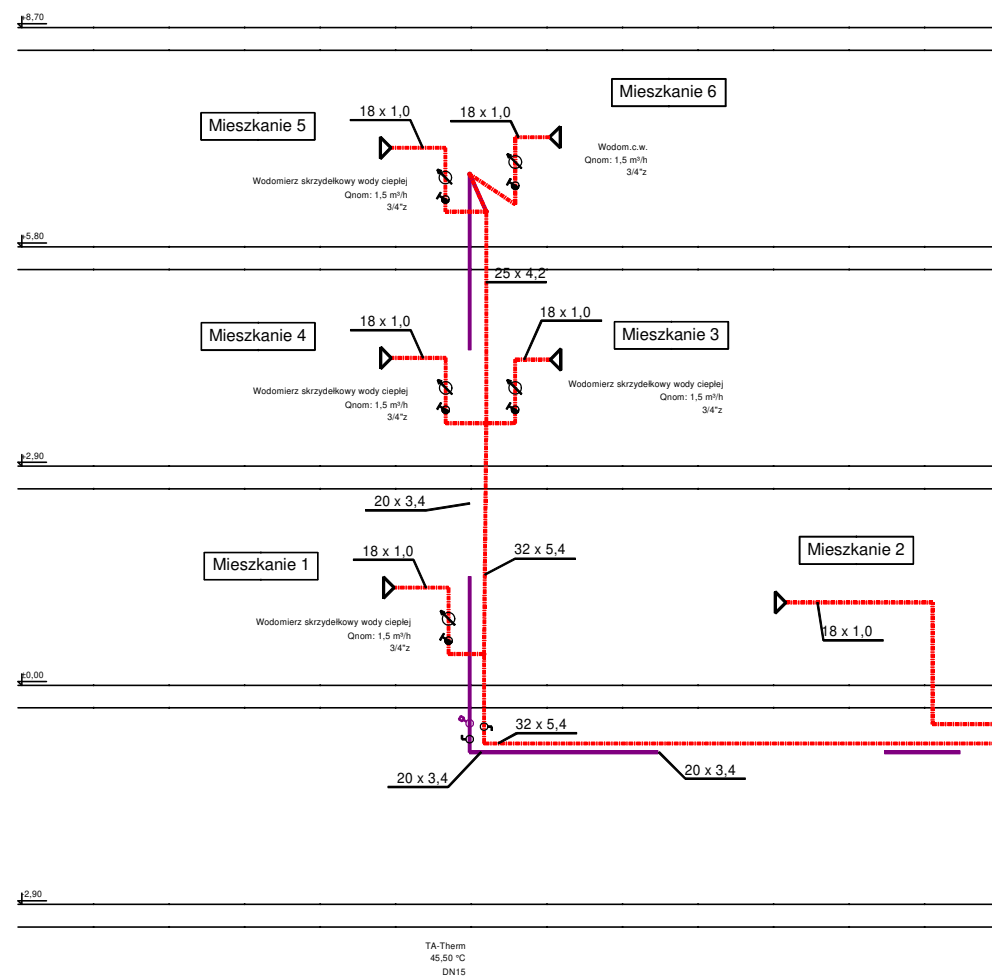 +8,70
Mieszkanie 6
18 x 1,0
18 x 1,0
Mieszkanie 5
Wodom.c.w.
Qnom: 1,5 m³/h
3/4"z
Wodomierz skrzydełkowy wody ciepłej
Qnom: 1,5 m³/h
3/4"z
+5,80
25 x 4,2
18 x 1,0
18 x 1,0
Mieszkanie 4
Mieszkanie 3
Wodomierz skrzydełkowy wody ciepłej
Qnom: 1,5 m³/h
3/4"z
Wodomierz skrzydełkowy wody ciepłej
Qnom: 1,5 m³/h
3/4"z
+2,90
20 x 3,4
18 x 1,0
32 x 5,4
Mieszkanie 2
Mieszkanie 1
Wodomierz skrzydełkowy wody ciepłej
Qnom: 1,5 m³/h
3/4"z
18 x 1,0
±0,00
32 x 5,4
20 x 3,4
20 x 3,4
-2,90
TA-Therm
45,50 °C
DN15